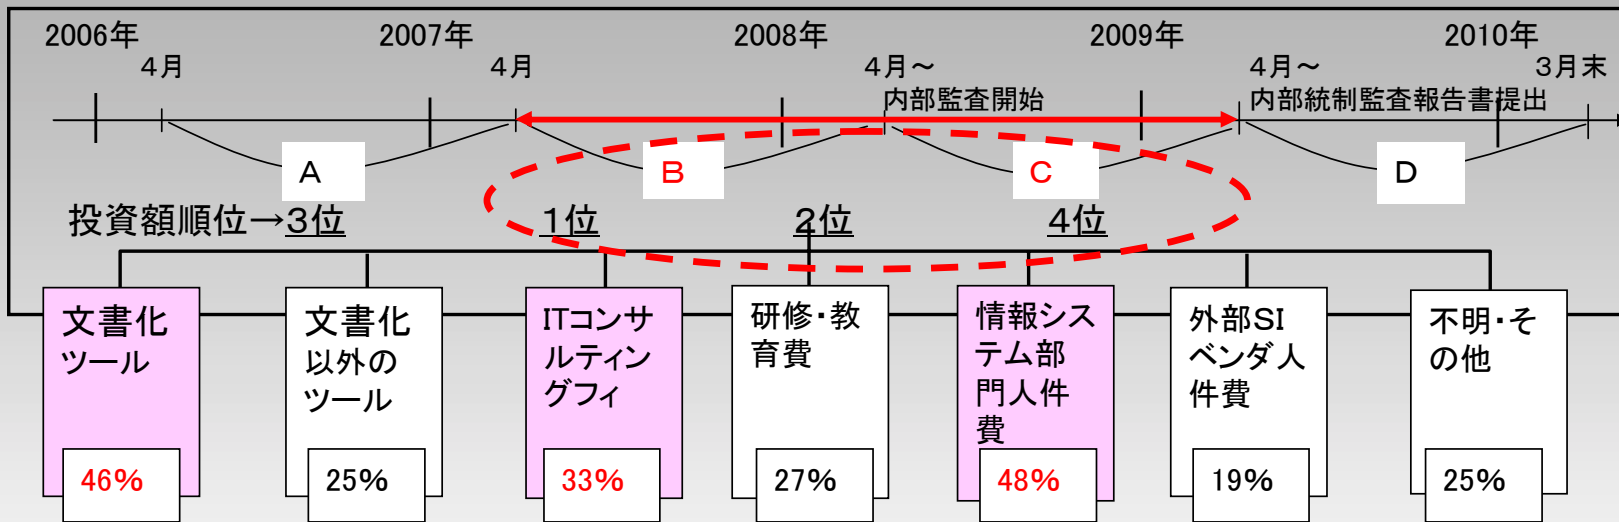 2006年
2007年
2008年
2009年
2010年
4月
4月
4月～
4月～
3月末
内部監査開始
内部統制監査報告書提出
A
B
C
D
投資額順位→3位
1位
2位
4位
文書化
ツール
46%
文書化
以外の
ツール
25%
ITコンサ
ルティン
グフィ
33%
研修・教
育費
27%
情報シス
テム部
門人件
費
48%
外部SI
ベンダ人
件費
19%
不明・そ
の他
25%